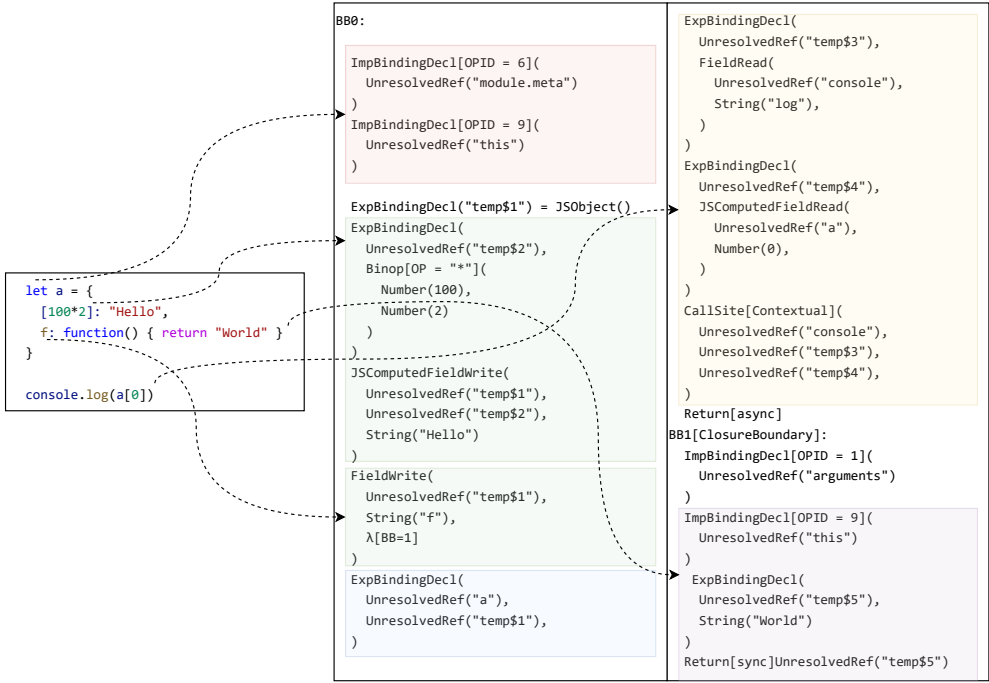 let a = {
  [100*2]: "Hello",
  f: function() { return "World" }
}
console.log(a[0])
BB0:
ImpBindingDecl[OPID = 6](
  UnresolvedRef("module.meta")
)
ImpBindingDecl[OPID = 9](
  UnresolvedRef("this")
)
ExpBindingDecl("temp$1") = JSObject()
ExpBindingDecl(
  UnresolvedRef("temp$2"),
  Binop[OP = "*"](
    Number(100),
    Number(2)
  )
)
JSComputedFieldWrite(
  UnresolvedRef("temp$1"),
  UnresolvedRef("temp$2"),
  String("Hello")
)
FieldWrite(
  UnresolvedRef("temp$1"),
  String("f"),
  λ[BB=1]
)
ExpBindingDecl(
  UnresolvedRef("a"),
  UnresolvedRef("temp$1"),
)
ExpBindingDecl(
  UnresolvedRef("temp$3"),
  FieldRead(
    UnresolvedRef("console"),
    String("log"),
  )
)
ExpBindingDecl(
  UnresolvedRef("temp$4"),
  JSComputedFieldRead(
    UnresolvedRef("a"),
    Number(0),
  )
)
CallSite[Contextual](
  UnresolvedRef("console"),
  UnresolvedRef("temp$3"),
  UnresolvedRef("temp$4"),
)
Return[async]
BB1[ClosureBoundary]:
  ImpBindingDecl[OPID = 1](
    UnresolvedRef("arguments")
  )
  ImpBindingDecl[OPID = 9](
    UnresolvedRef("this")
  )
   ExpBindingDecl(
    UnresolvedRef("temp$5"),
    String("World")
  )
  Return[sync]UnresolvedRef("temp$5")